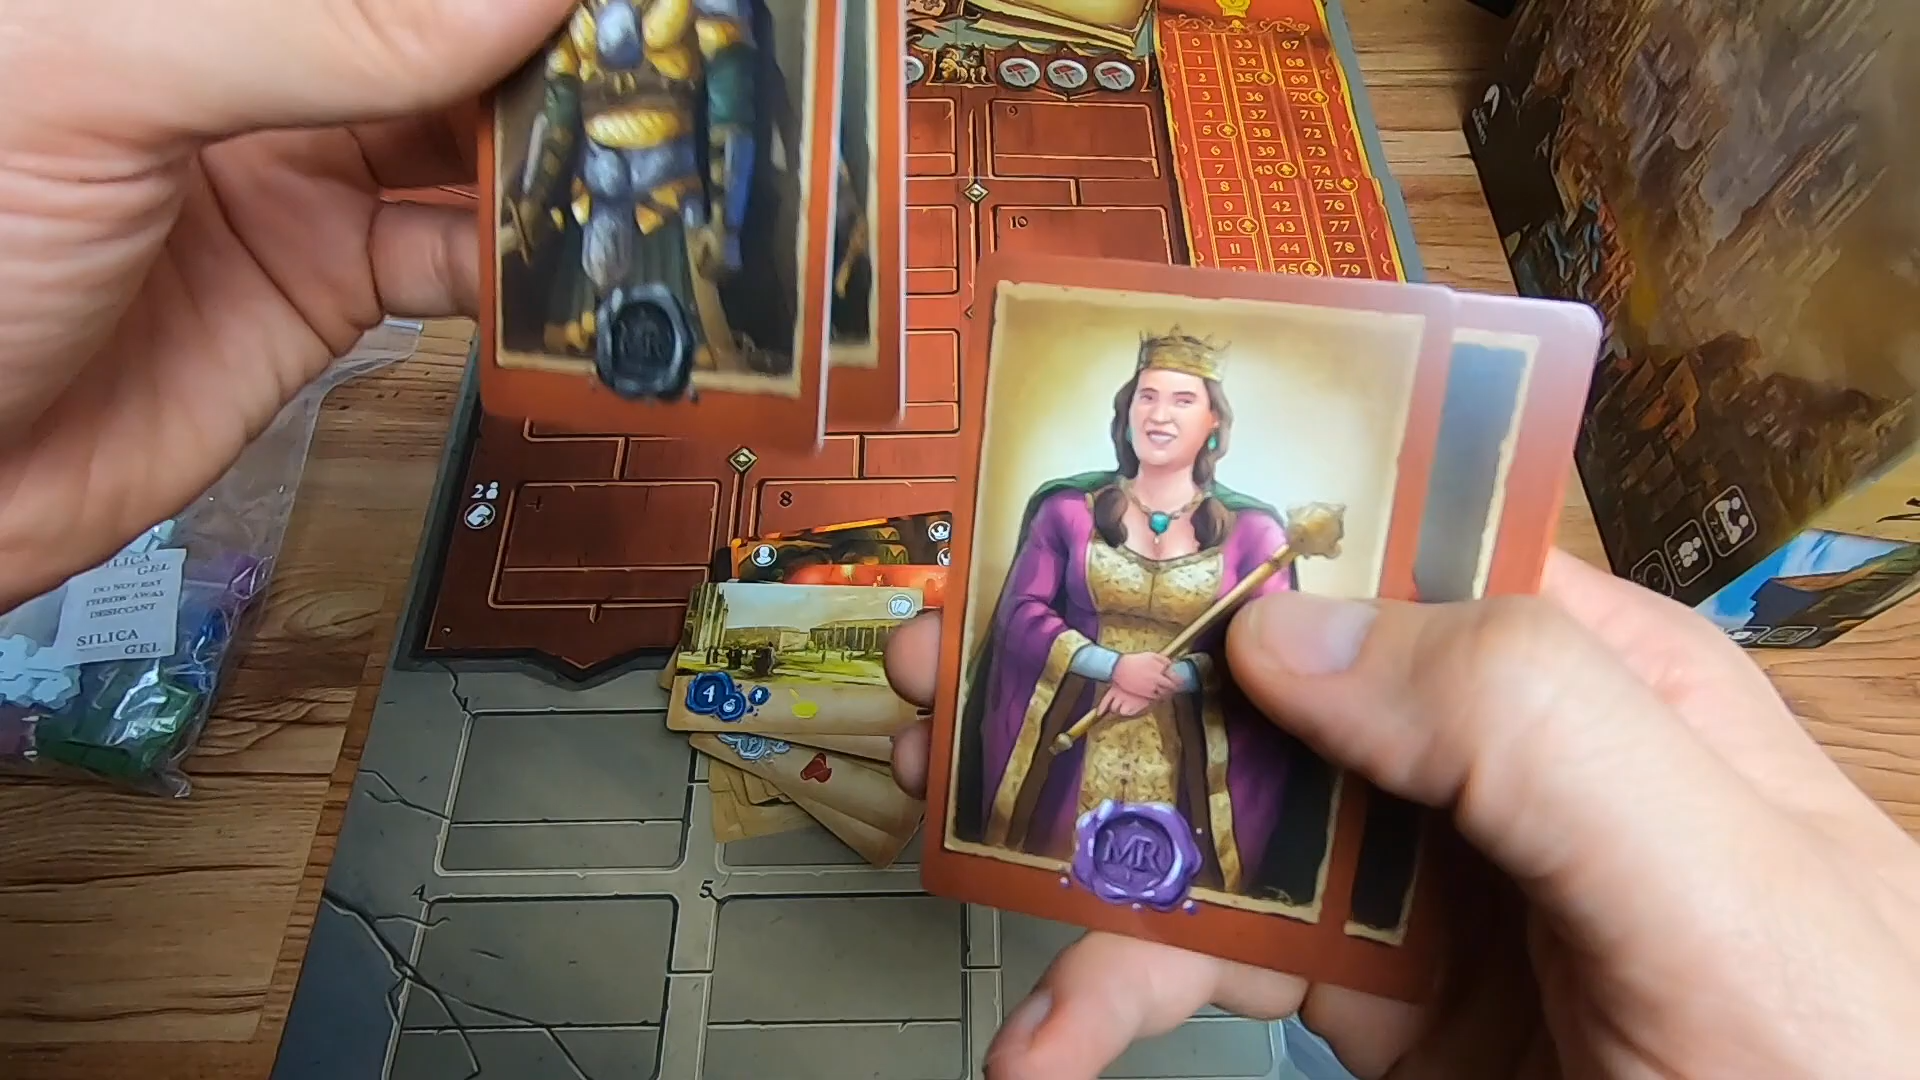 0 33 67
1 34 68
2 35 69
3 36 70
4 37 71
5 38 72
6 39 73
7 40 74
8 41 75
9 42 76
10 43 77
11 44 78
45 79
9
10
2
8
4
MR
MR
SILICA
GEL
DO NOT EAT
THROW AWAY
DESICCANT
SILICA
GEL
4
5